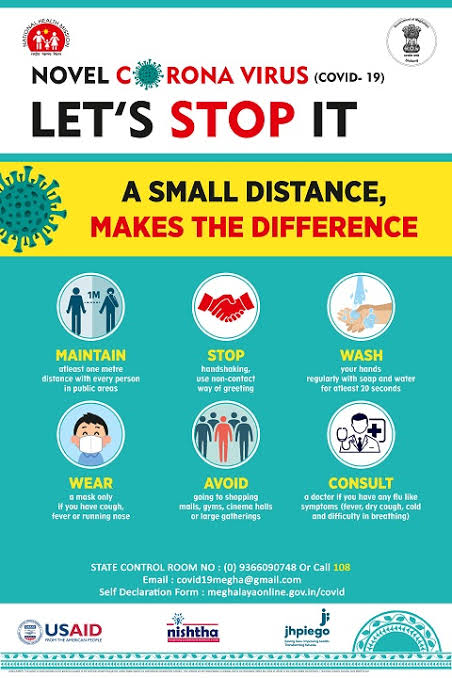 NATIONAL HEALTH MISSION
NOVEL CORONA VIRUS (COVID- 19)
LET'S STOP IT
A SMALL DISTANCE,
MAKES THE DIFFERENCE
1M
MAINTAIN
atleast one metre
distance with every person
in public areas
STOP
handshaking,
use non-contact
way of greeting
WASH
your hands
regularly with soap and water
for atleast 20 seconds
WEAR
a mask only
if you have cough,
fever or running nose
AVOID
going to shopping
malls, gyms, cinema halls
or large gatherings
CONSULT
a doctor if you have any flu like
symptoms (fever, dry cough, cold
and difficulty in breathing)
STATE CONTROL ROOM NO : (0) 9366090748 Or Call 108
Email : covid19megha@gmail.com
Self Declaration Form : meghalayaonline.gov.in/covid
USAID
FROM THE AMERICAN PEOPLE
nishtha
jhpiego